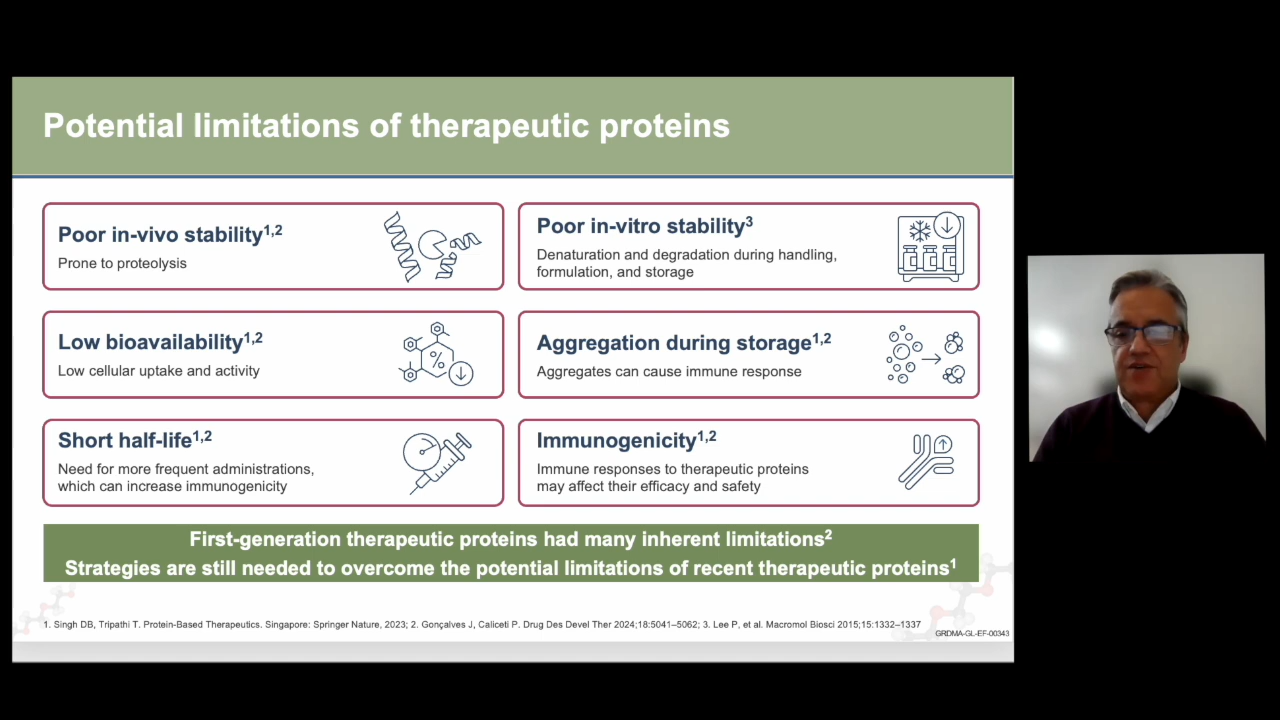 Potential limitations of therapeutic proteins
Poor in-vivo stability1,2
Prone to proteolysis
Poor in-vitro stability3
Denaturation and degradation during handling,
formulation, and storage
Low bioavailability1,2
Low cellular uptake and activity
%
Aggregation during storage1,2
Aggregates can cause immune response
Short half-life1,2
Need for more frequent administrations,
which can increase immunogenicity
Immunogenicity1,2
Immune responses to therapeutic proteins
may affect their efficacy and safety
First-generation therapeutic proteins had many inherent limitations2
Strategies are still needed to overcome the potential limitations of recent therapeutic proteins1
1. Singh DB, Tripathi T. Protein-Based Therapeutics. Singapore: Springer Nature, 2023; 2. Gonçalves J, Caliceti P. Drug Des Devel Ther 2024;18:5041–5062; 3. Lee P, et al. Macromol Biosci 2015;15:1332–1337
GRDMA-GL-EF-00343